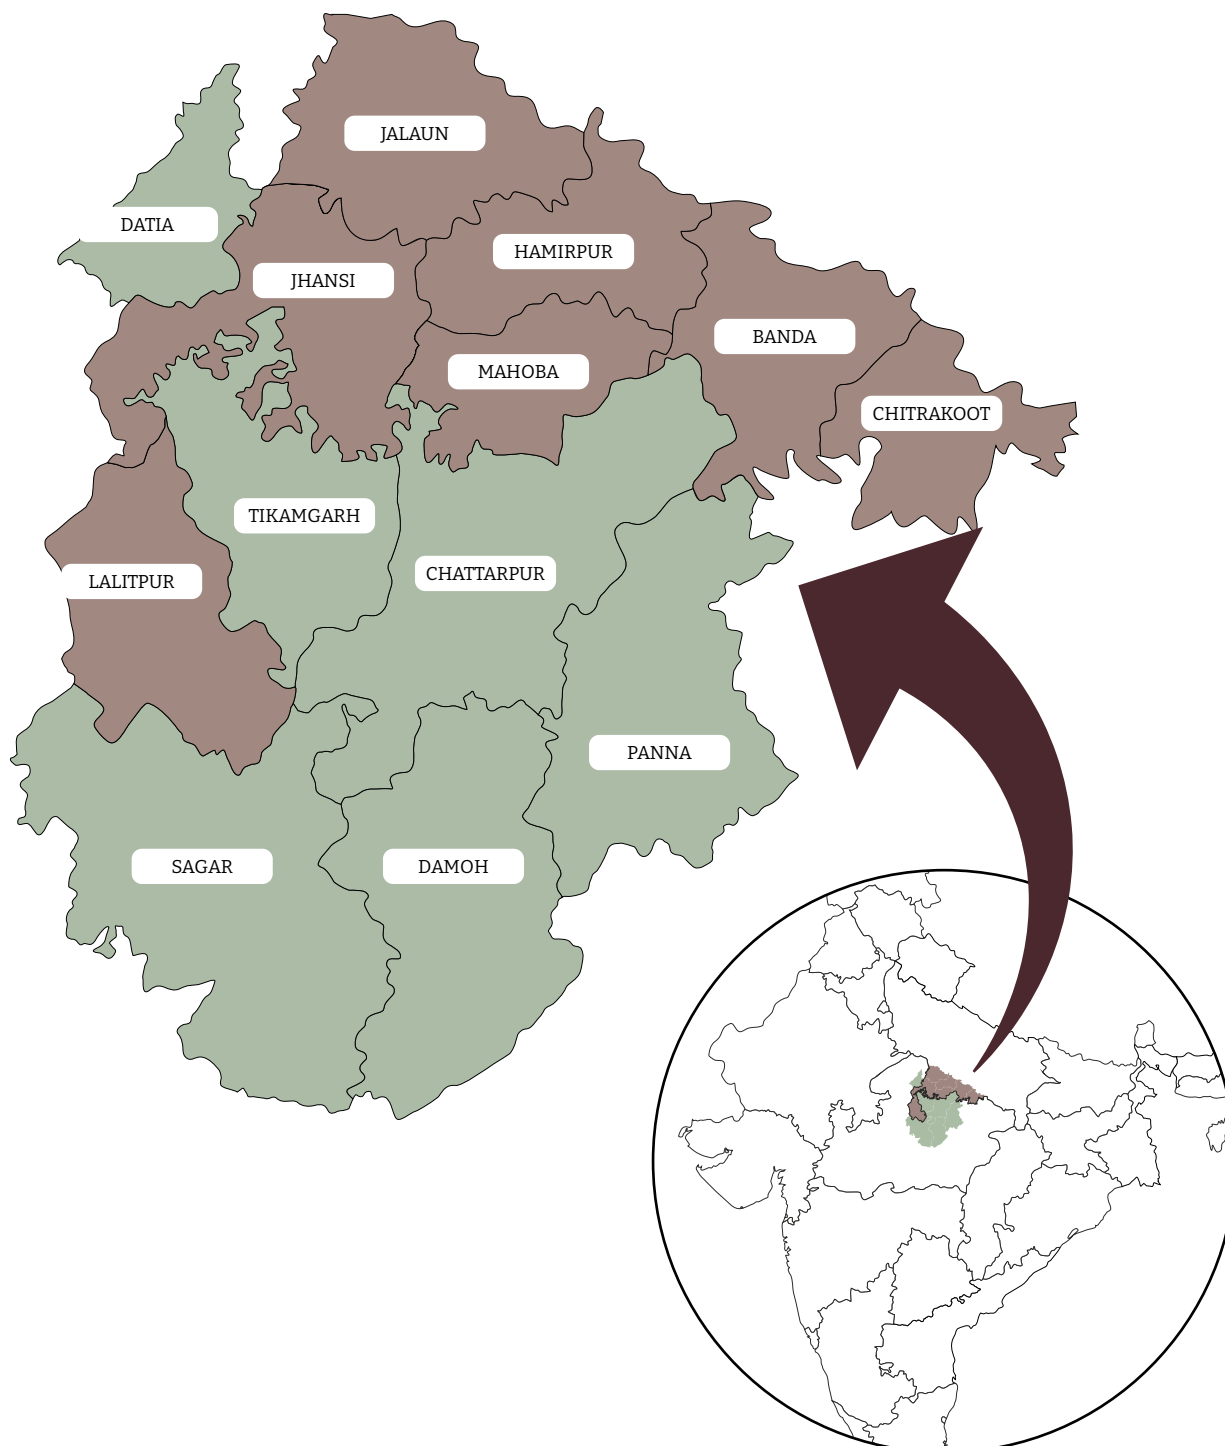 JALAUN
DATIA
HAMIRPUR
JHANSI
BANDA
MAHOBA
CHITRAKOOT
TIKAMGARH
CHATTARPUR
LALITPUR
PANNA
SAGAR
DAMOH